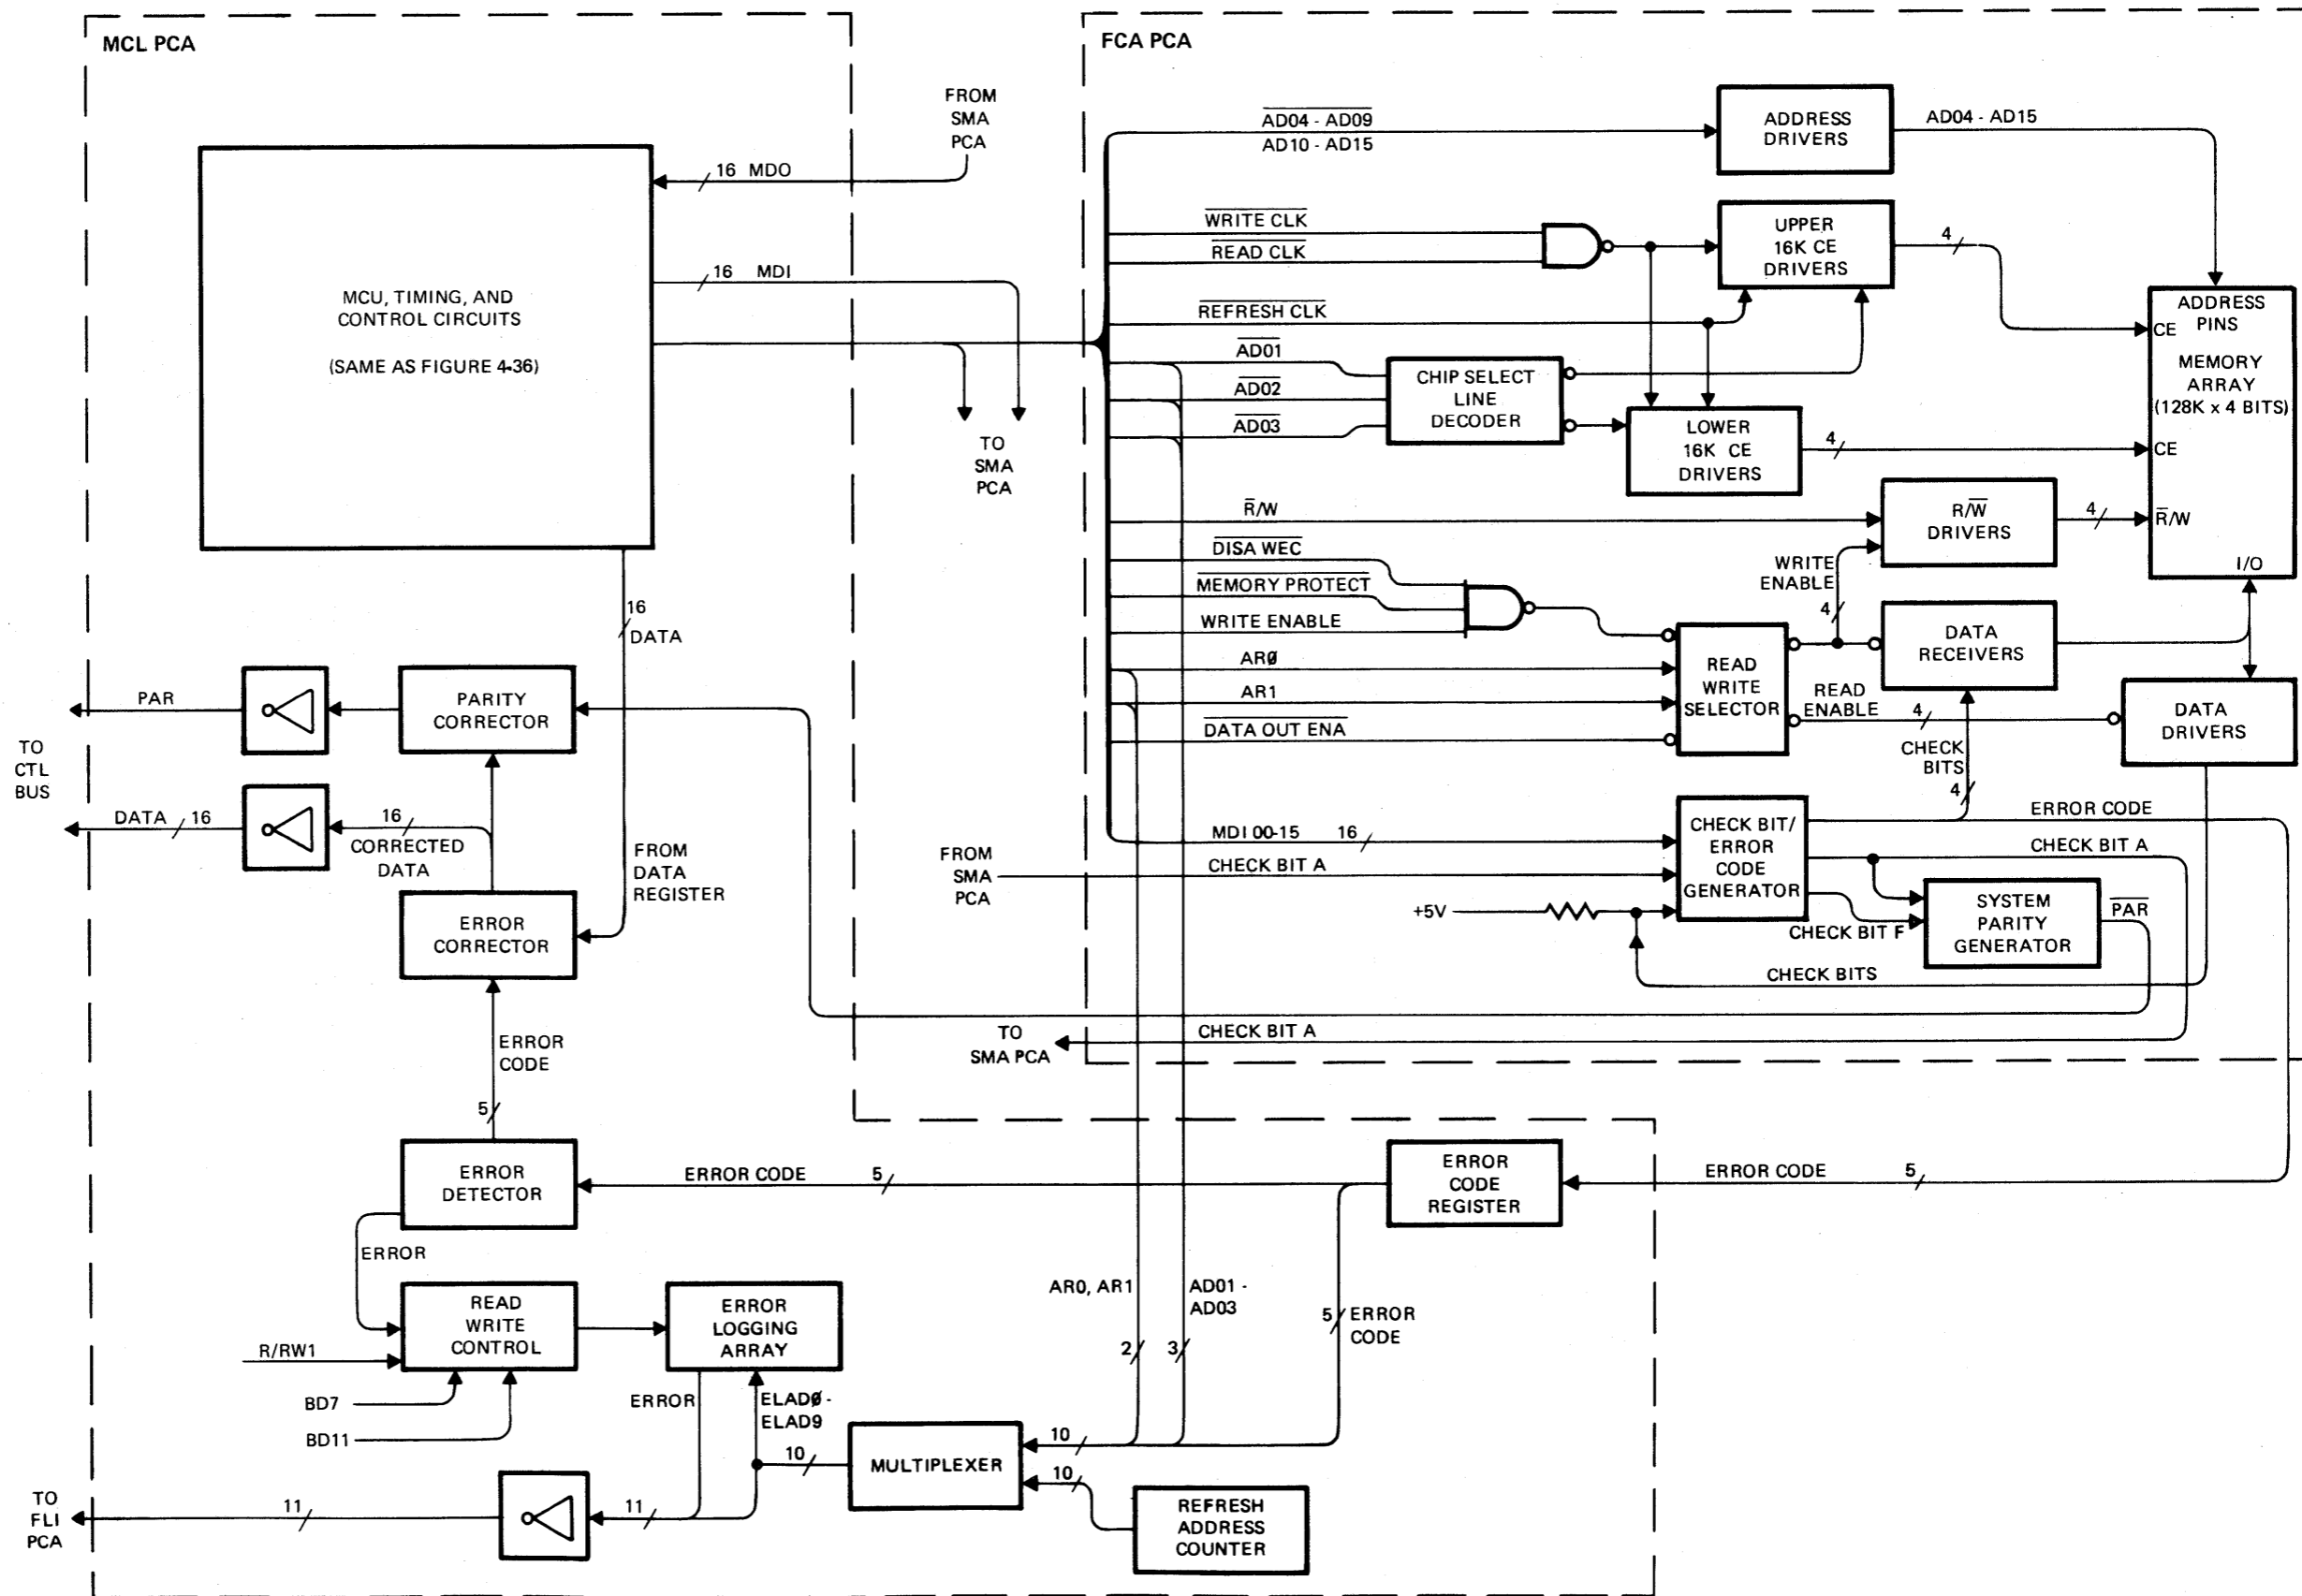 MCL PCA
FCA PCA
FROM
SMA
PCA
16 MDO
16 MDI
MCU, TIMING, AND
CONTROL CIRCUITS
(SAME AS FIGURE 4-36)
TO
SMA
PCA
16
DATA
PAR
PARITY
CORRECTOR
TO
CTL
BUS
DATA 16
16
CORRECTED
DATA
FROM
DATA
REGISTER
ERROR
CORRECTOR
ERROR
CODE
5
ERROR
DETECTOR
ERROR CODE 5
ERROR
READ
WRITE
CONTROL
R/RW1
BD7
BD11
ERROR
LOGGING
ARRAY
ERROR
ELADØ -
ELAD9
10
MULTIPLEXER
10
10
REFRESH
ADDRESS
COUNTER
11
11
TO
FLI
PCA
AD04 - AD09
AD10 - AD15
ADDRESS
DRIVERS
AD04 - AD15
WRITE CLK
READ CLK
UPPER
16K CE
DRIVERS
4
REFRESH CLK
AD01
AD02
AD03
CHIP SELECT
LINE
DECODER
LOWER
16K CE
DRIVERS
4
ADDRESS
PINS
CE
MEMORY
ARRAY
(128K x 4 BITS)
CE
R̅/W
I/O
R̅/W
R/W̅
DRIVERS
4
DISA WEC
MEMORY PROTECT
WRITE ENABLE
WRITE
ENABLE
4
ARØ
AR1
DATA OUT ENA
READ
WRITE
SELECTOR
DATA
RECEIVERS
READ
ENABLE
4
DATA
DRIVERS
CHECK
BITS
4
MDI 00-15 16
FROM
SMA
PCA
CHECK BIT A
+5V
CHECK BIT/
ERROR
CODE
GENERATOR
ERROR CODE
CHECK BIT A
CHECK BIT F
SYSTEM
PARITY
GENERATOR
PAR
CHECK BITS
TO
SMA PCA
CHECK BIT A
ERROR
CODE
REGISTER
ERROR CODE 5
AR0, AR1
AD01 -
AD03
2
3
5
ERROR
CODE